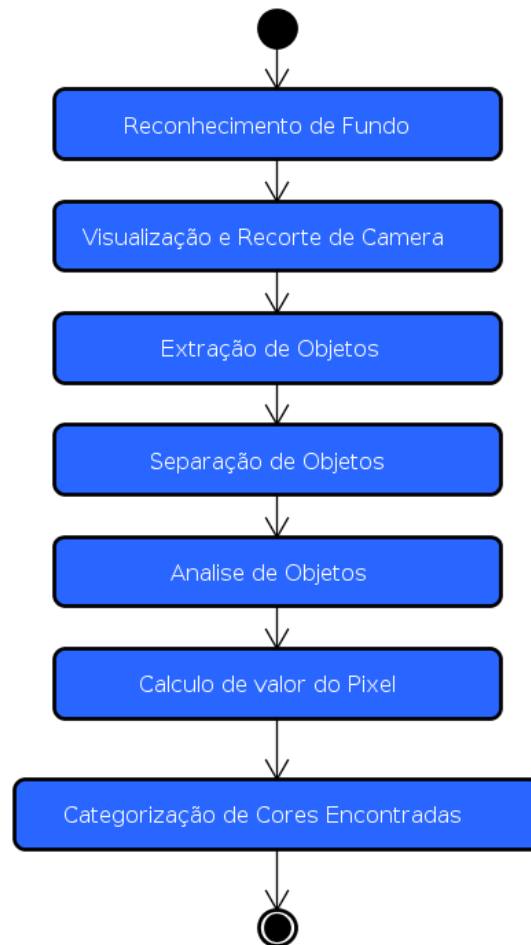 Reconhecimento de Fundo
Visualização e Recorte de Camera
Extração de Objetos
Separação de Objetos
Analise de Objetos
Calculo de valor do Pixel
Categorização de Cores Encontradas